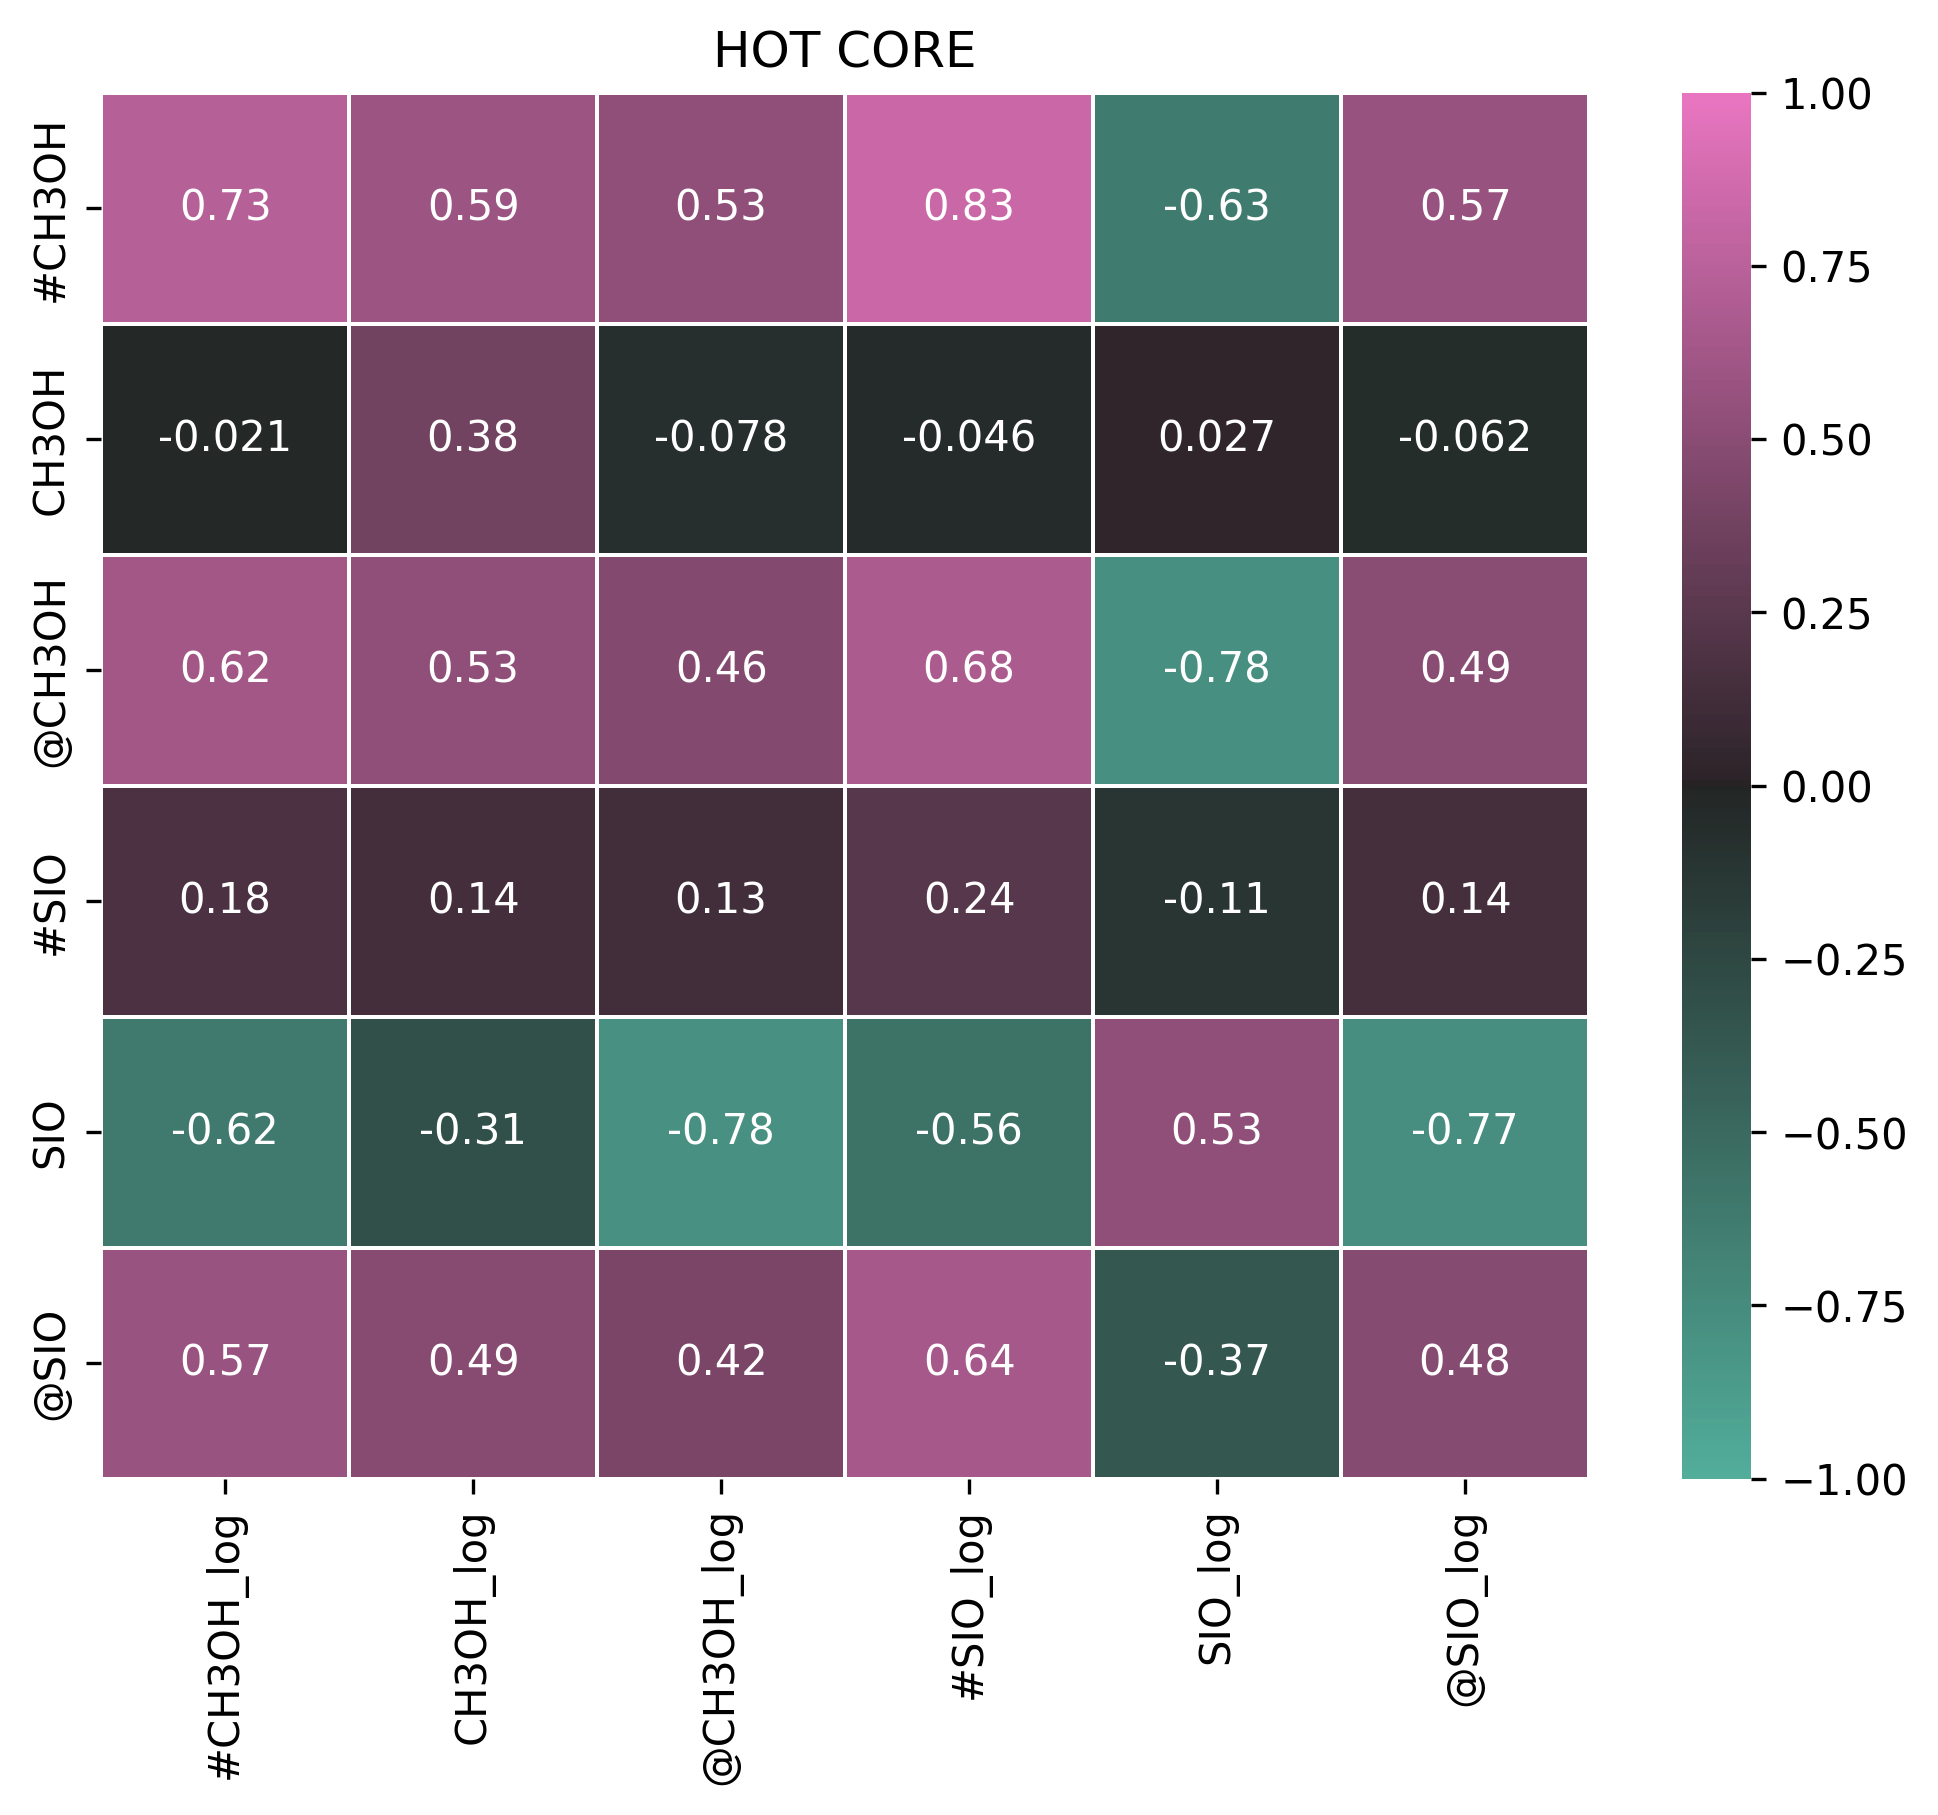 HOT CORE
#CH3OH 0.73 0.59 0.53 0.83 -0.63 0.57
CH3OH -0.021 0.38 -0.078 -0.046 0.027 -0.062
@CH3OH 0.62 0.53 0.46 0.68 -0.78 0.49
#SIO 0.18 0.14 0.13 0.24 -0.11 0.14
SIO -0.62 -0.31 -0.78 -0.56 0.53 -0.77
@SIO 0.57 0.49 0.42 0.64 -0.37 0.48
#CH3OH_log CH3OH_log @CH3OH_log #SIO_log SIO_log @SIO_log
1.00
0.75
0.50
0.25
0.00
−0.25
−0.50
−0.75
−1.00